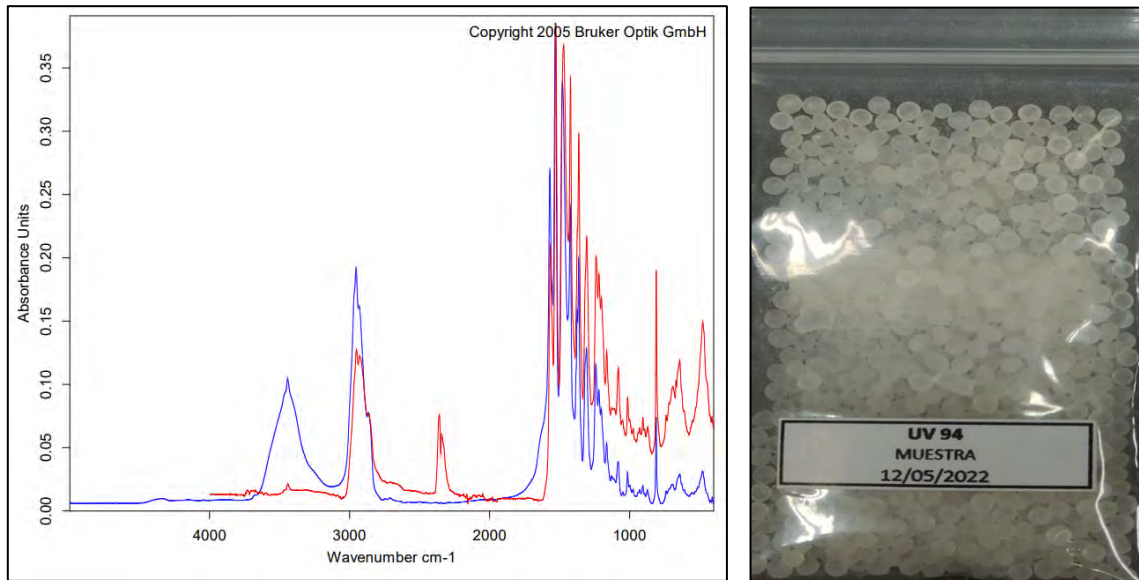 Copyright 2005 Bruker Optik GmbH
Absorbance Units
0.35
0.30
0.25
0.20
0.15
0.10
0.05
0.00
4000
3000
2000
1000
Wavenumber cm-1
UV 94
MUESTRA
12/05/2022